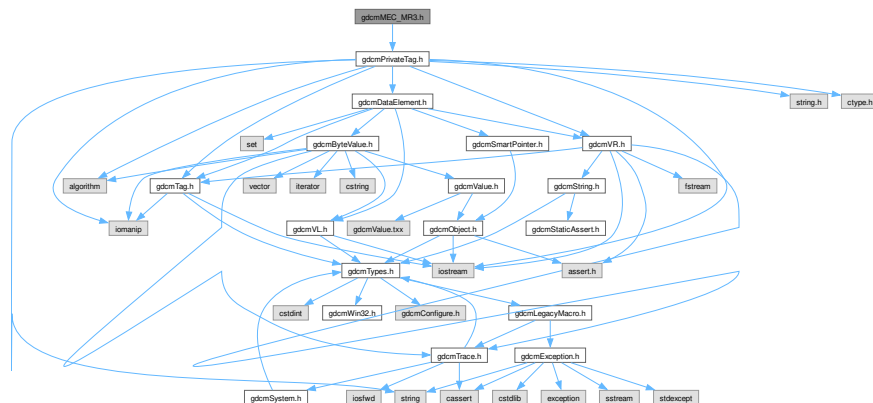 gdcmMEC_MR3.h
gdcmPrivateTag.h
gdcmDataElement.h
string.h
ctype.h
set
gdcmByteValue.h
gdcmSmartPointer.h
gdcmVR.h
algorithm
gdcmTag.h
vector
iterator
cstring
gdcmValue.h
gdcmString.h
fstream
iomanip
gdcmVL.h
gdcmValue.txx
gdcmObject.h
gdcmStaticAssert.h
gdcmTypes.h
iostream
assert.h
cstdint
gdcmWin32.h
gdcmConfigure.h
gdcmLegacyMacro.h
gdcmTrace.h
gdcmException.h
gdcmSystem.h
iosfwd
string
cassert
cstdlib
exception
sstream
stdexcept